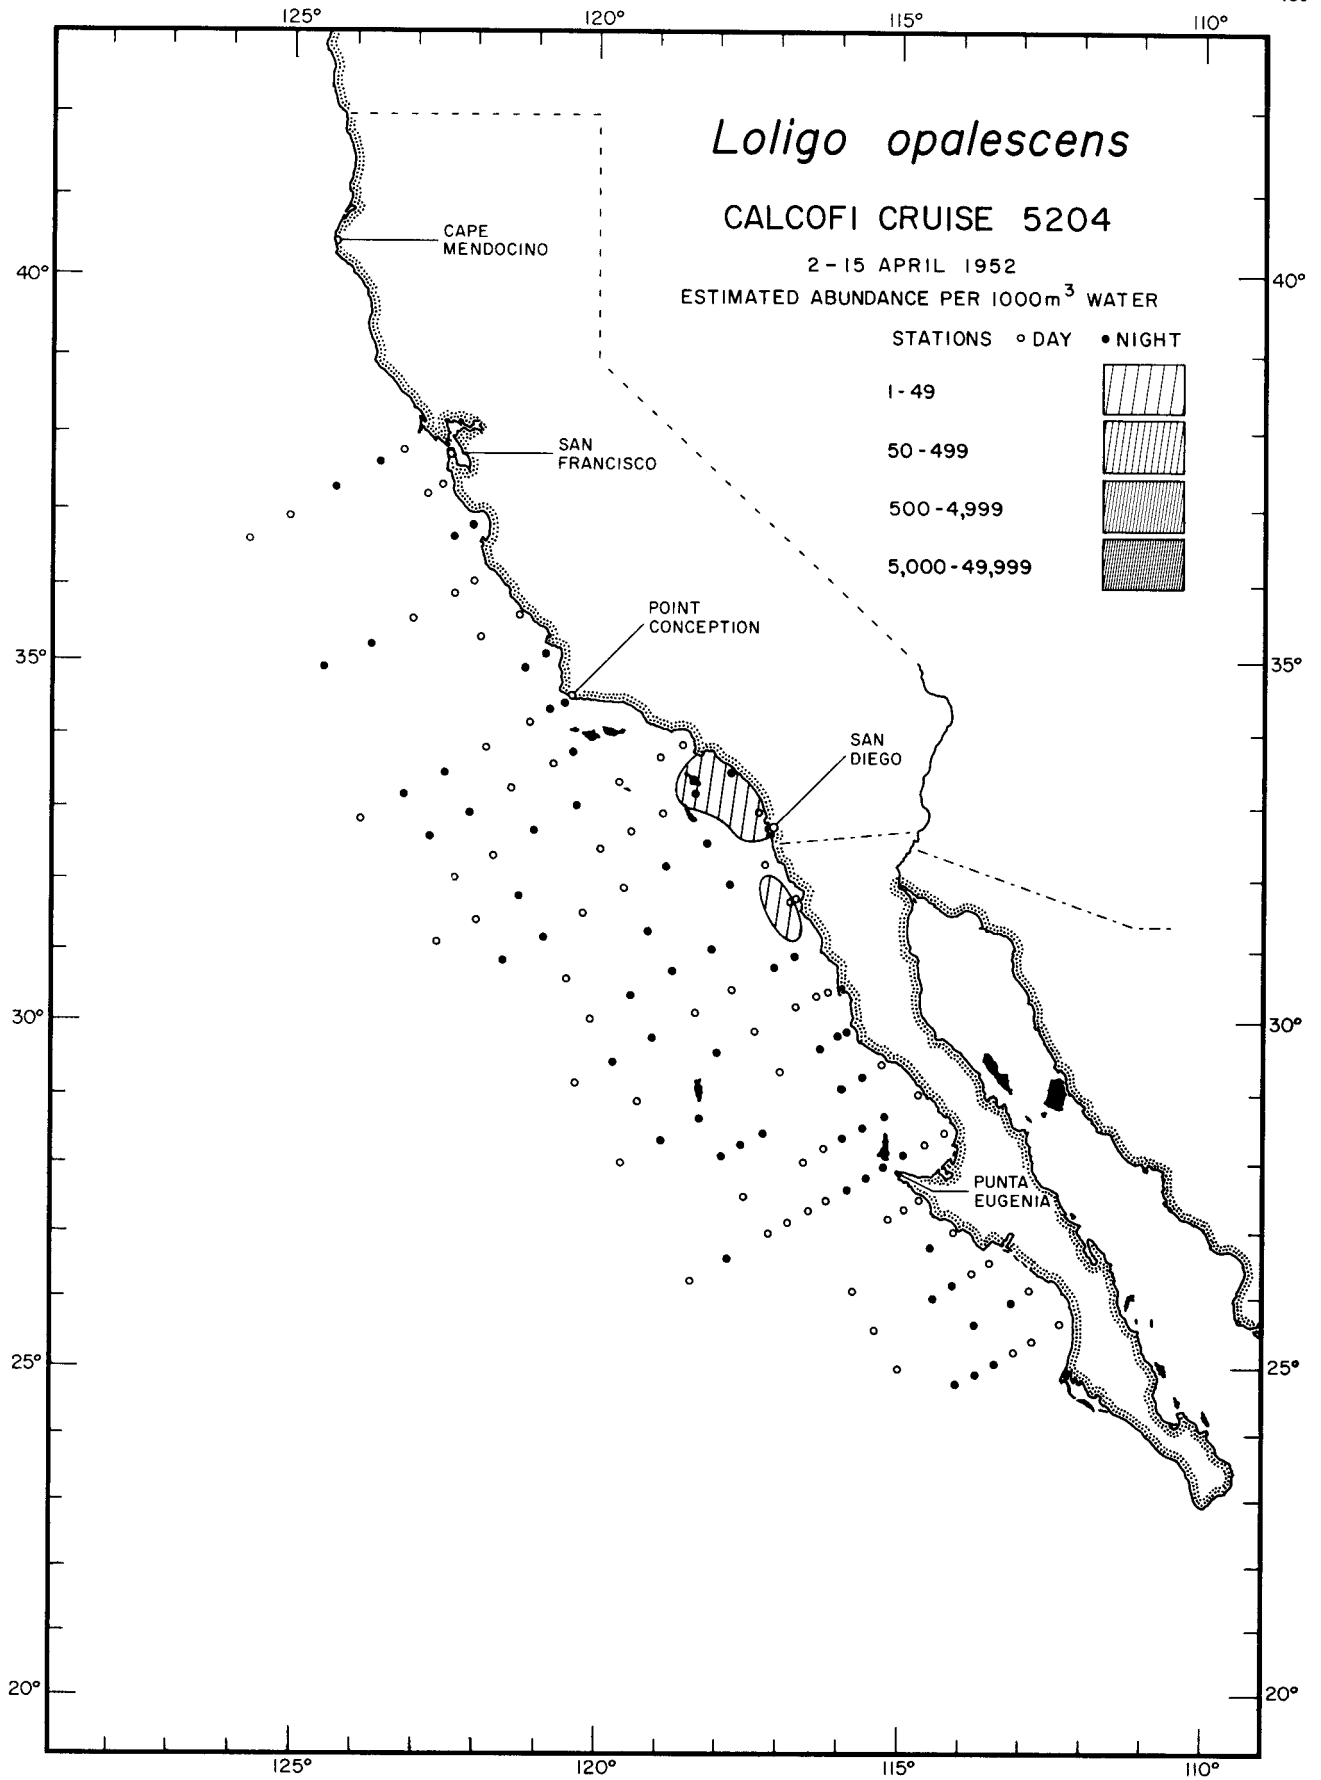 125° 120° 115° 110°
Loligo opalescens
CALCOFI CRUISE 5204
2-15 APRIL 1952
ESTIMATED ABUNDANCE PER 1000m³ WATER
STATIONS DAY NIGHT
1-49
50-499
500-4,999
5,000-49,999
CAPE
MENDOCINO
40° 40°
SAN
FRANCISCO
POINT
CONCEPTION
35° 35°
SAN
DIEGO
30° 30°
PUNTA
EUGENIA
25° 25°
20° 20°
125° 120° 115° 110°